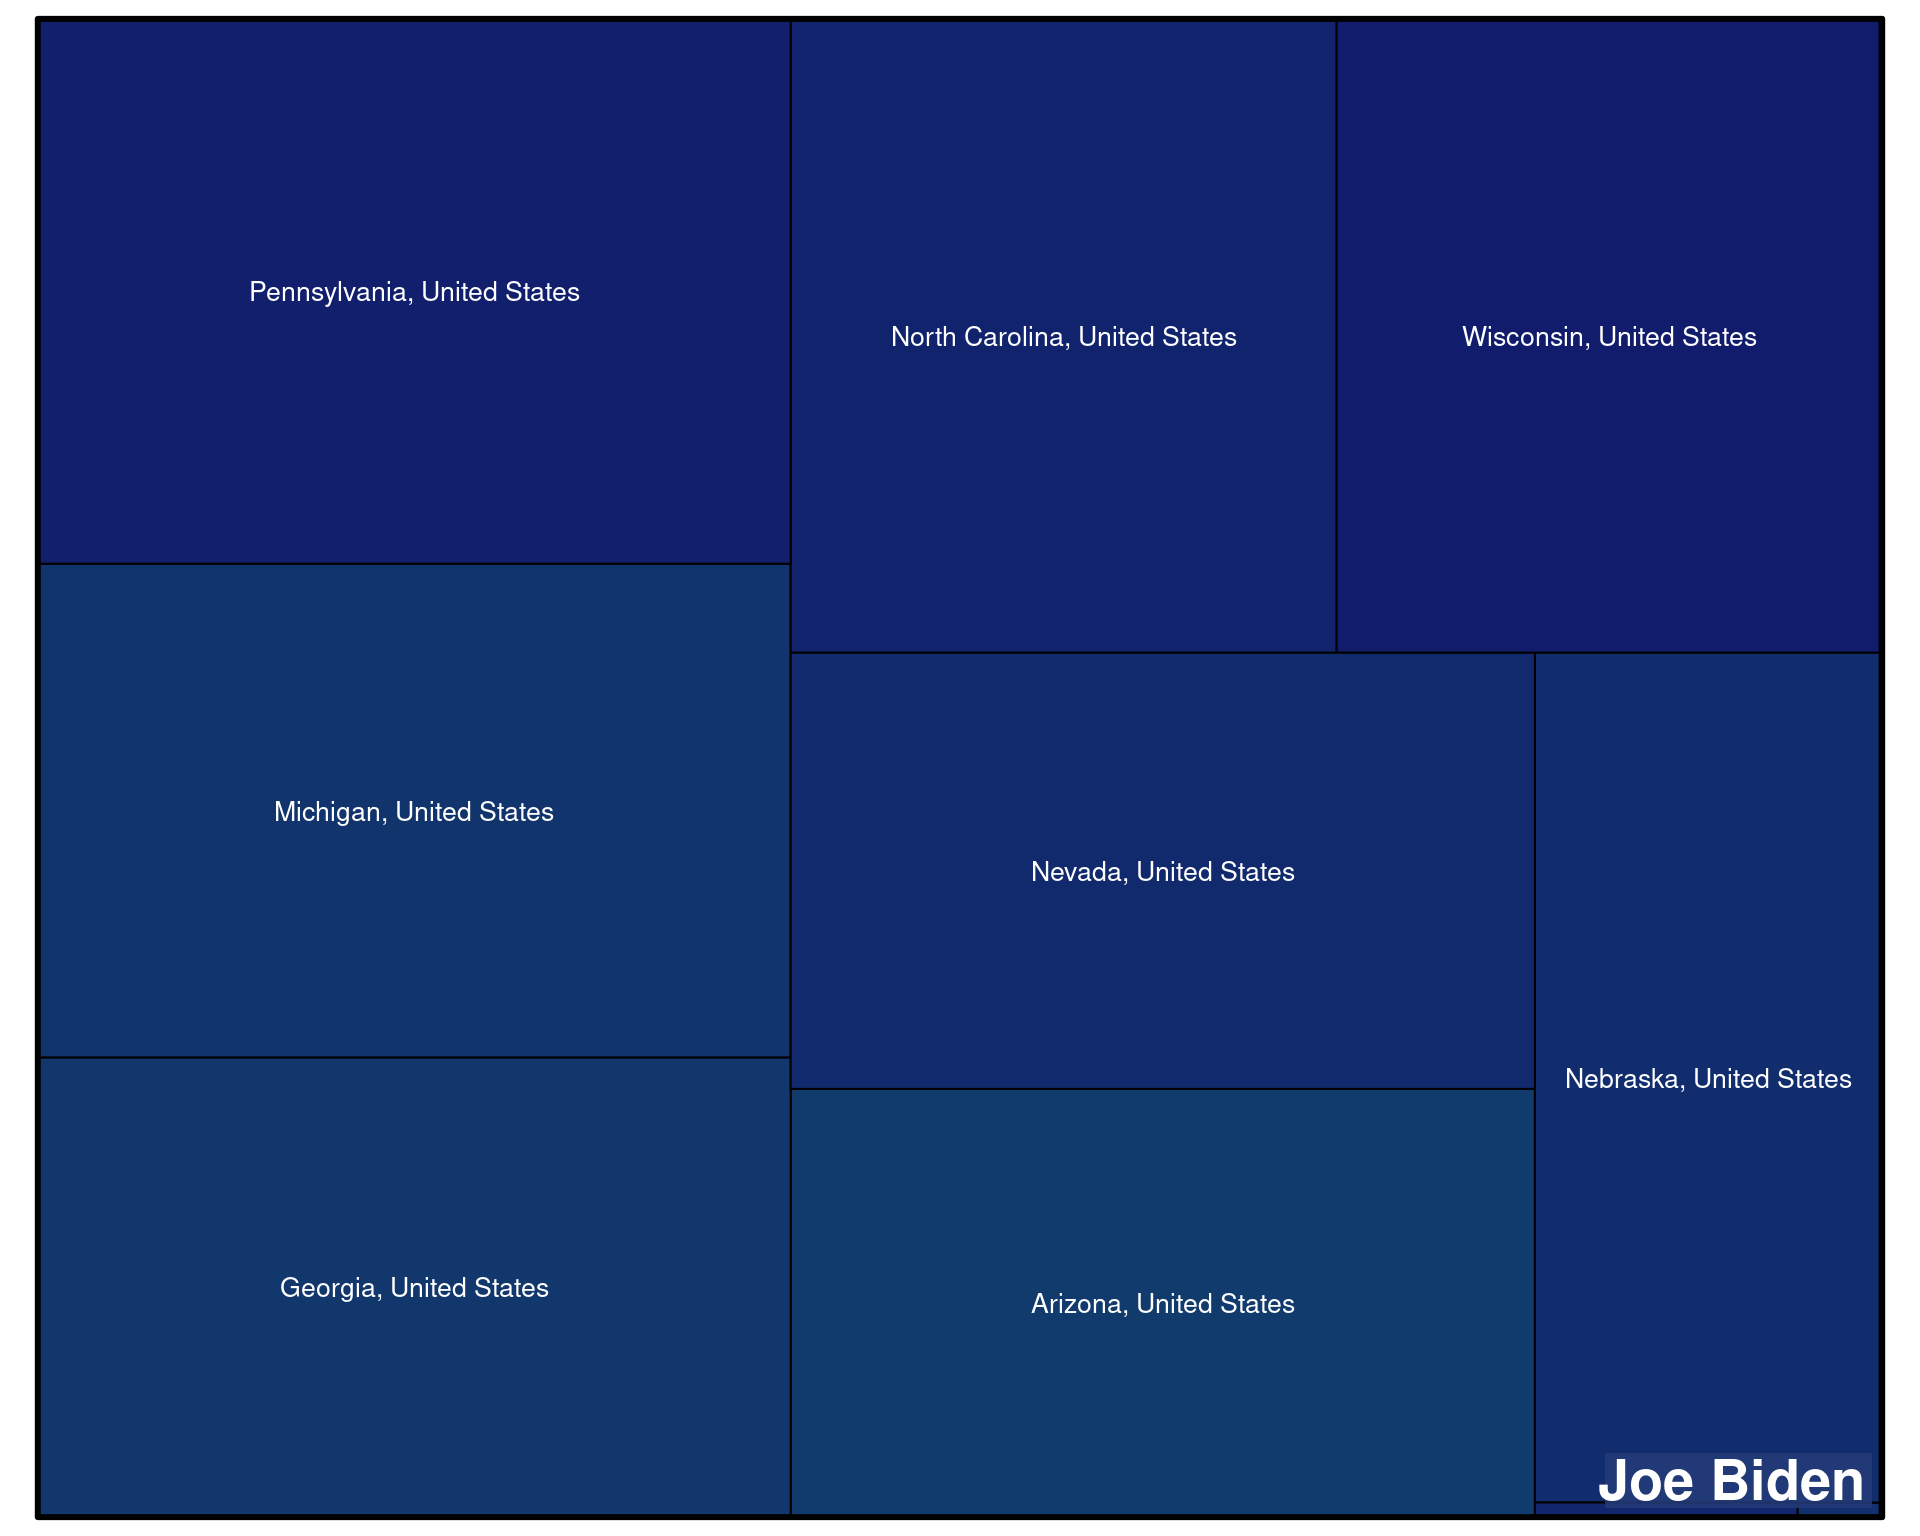 Pennsylvania, United States
North Carolina, United States
Wisconsin, United States
Michigan, United States
Nevada, United States
Nebraska, United States
Georgia, United States
Arizona, United States
Joe Biden